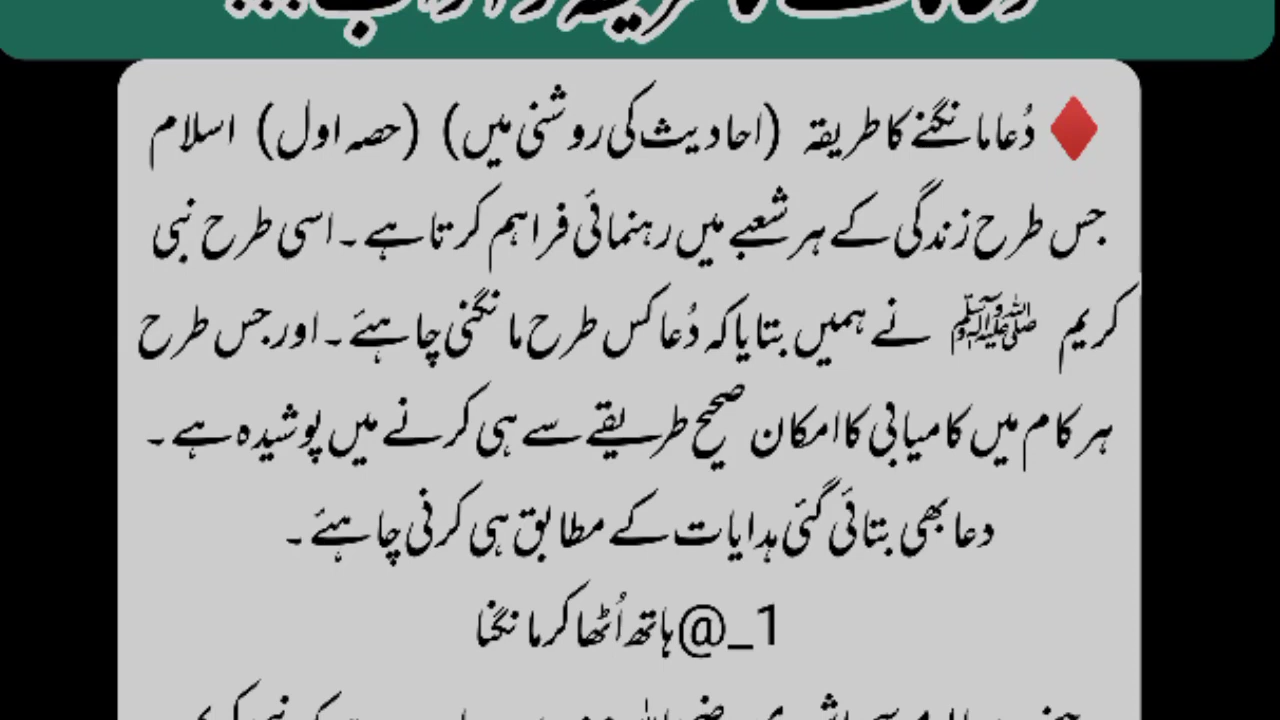 دُعا مانگنے کا طریقہ (احادیث کی روشنی میں) (حصہ اول) اسلام
جس طرح زندگی کے ہر شعبے میں رہنمائی فراہم کرتا ہے۔ اسی طرح نبی
کریم ﷺ نے ہمیں بتایا کہ دُعا کس طرح مانگنی چاہئے۔ اور جس طرح
ہر کام میں کامیابی کا امکان صحیح طریقے سے ہی کرنے میں پوشیدہ ہے۔
دعا بھی بتائی گئی ہدایات کے مطابق ہی کرنی چاہئے۔
1_@ہاتھ اُٹھا کر مانگنا